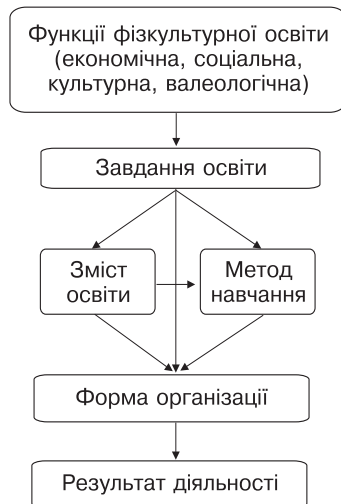 Функції фізкультурної освіти
(економічна, соціальна,
культурна, валеологічна)
Завдання освіти
Зміст
освіти
Метод
навчання
Форма організації
Результат діяльності